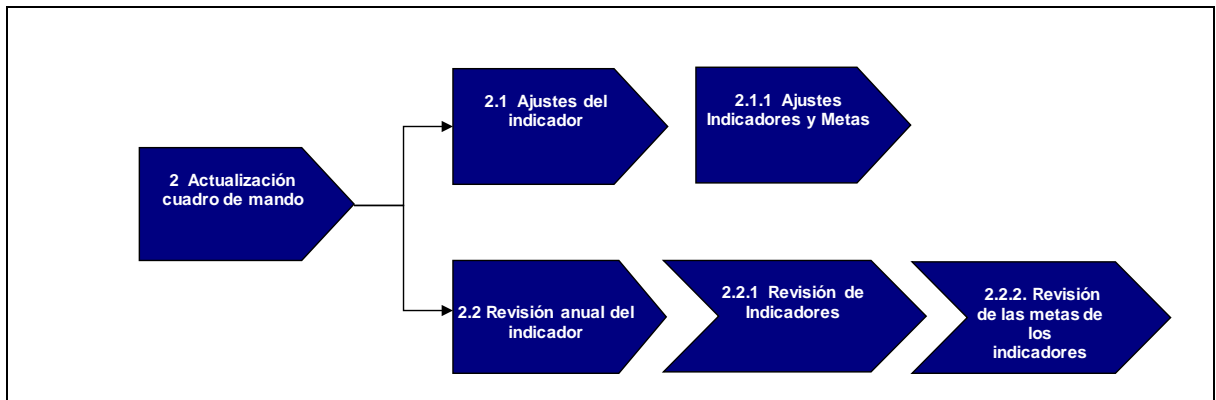 2.1 Ajustes del
indicador
2.1.1 Ajustes
Indicadores y Metas
2 Actualización
cuadro de mando
2.2 Revisión anual del
indicador
2.2.1 Revisión de
Indicadores
2.2.2. Revisión
de las metas de
los
indicadores